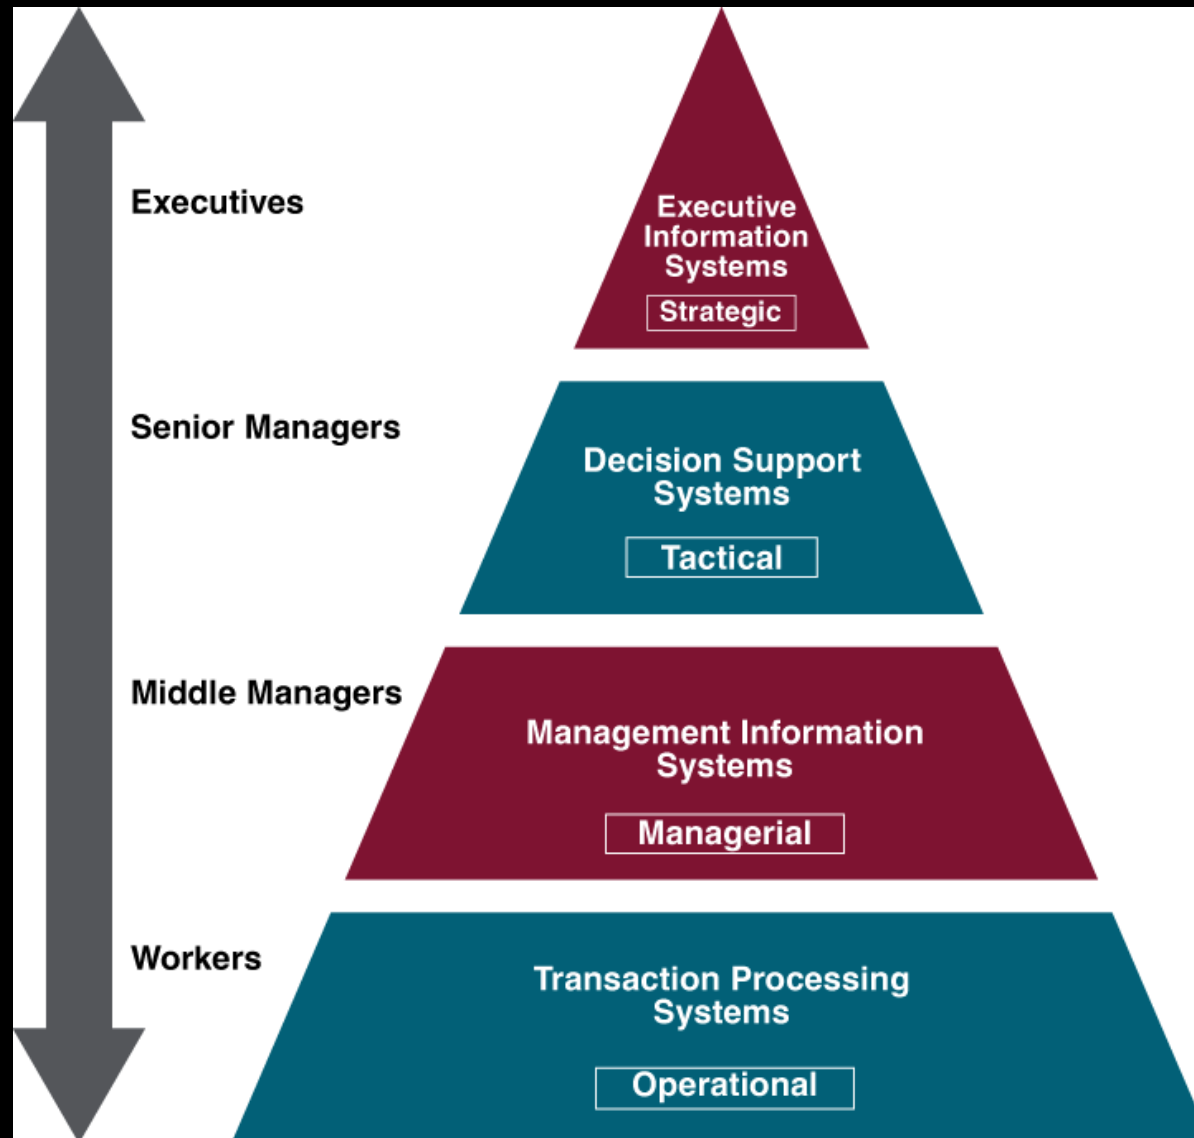 Executives
Executive
Information
Systems
Strategic
Senior Managers
Decision Support
Systems
Tactical
Middle Managers
Management Information
Systems
Managerial
Workers
Transaction Processing
Systems
Operational